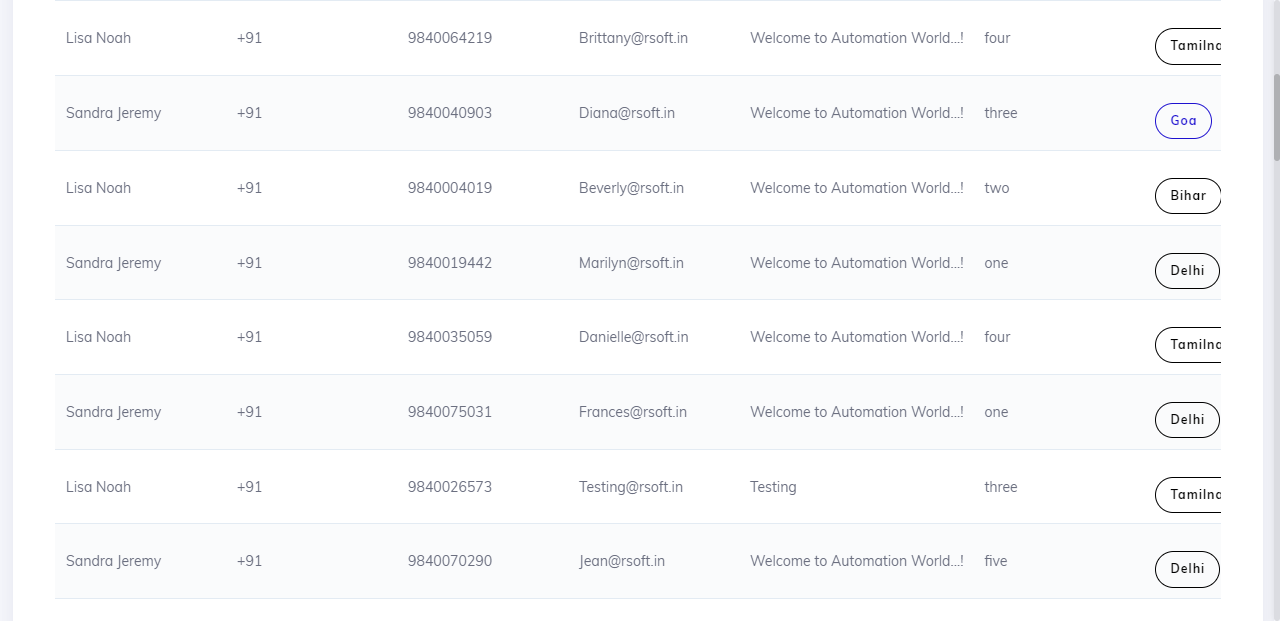 Lisa Noah +91 9840064219 Brittany@rsoft.in Welcome to Automation World...! four
Sandra Jeremy +91 9840040903 Diana@rsoft.in Welcome to Automation World...! three Goa
Lisa Noah +91 9840004019 Beverly@rsoft.in Welcome to Automation World...! two Bihar
Sandra Jeremy +91 9840019442 Marilyn@rsoft.in Welcome to Automation World...! one Delhi
Lisa Noah +91 9840035059 Danielle@rsoft.in Welcome to Automation World...! four
Sandra Jeremy +91 9840075031 Frances@rsoft.in Welcome to Automation World...! one Delhi
Lisa Noah +91 9840026573 Testing@rsoft.in Testing three
Sandra Jeremy +91 9840070290 Jean@rsoft.in Welcome to Automation World...! five Delhi